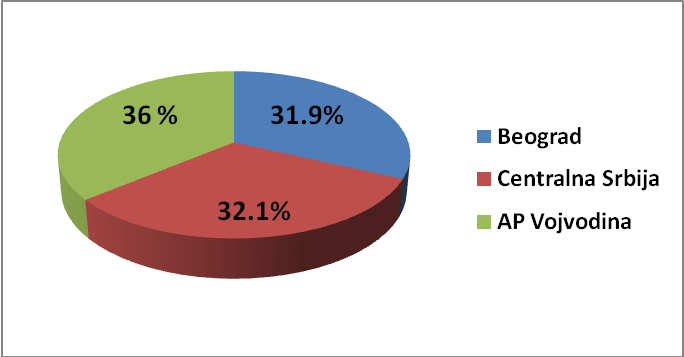 36 %
31.9%
32.1%
Beograd
Centralna Srbija
AP Vojvodina